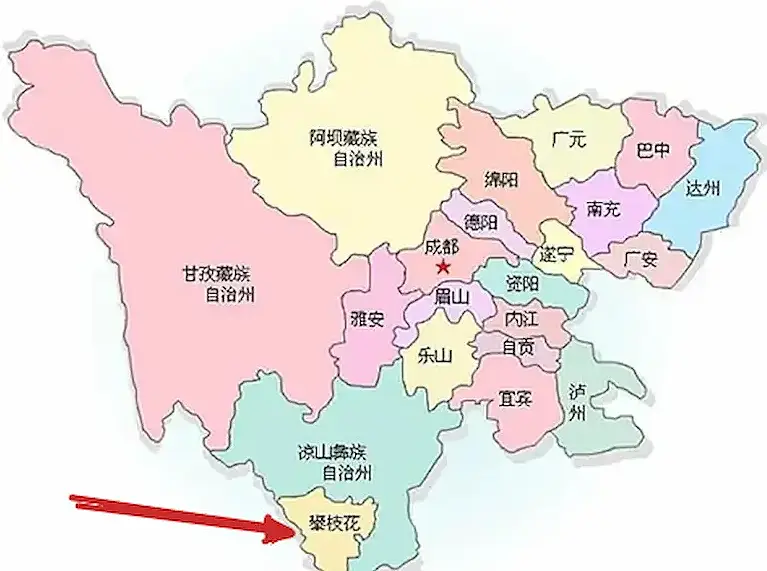 阿坝藏族
自治州
广元
巴中
绵阳
达州
南充
德阳
成都
遂宁
广安
甘孜藏族
自治州
资阳
眉山
雅安
内江
自贡
乐山
宜宾
泸
州
凉山彝族
自治州
攀枝花